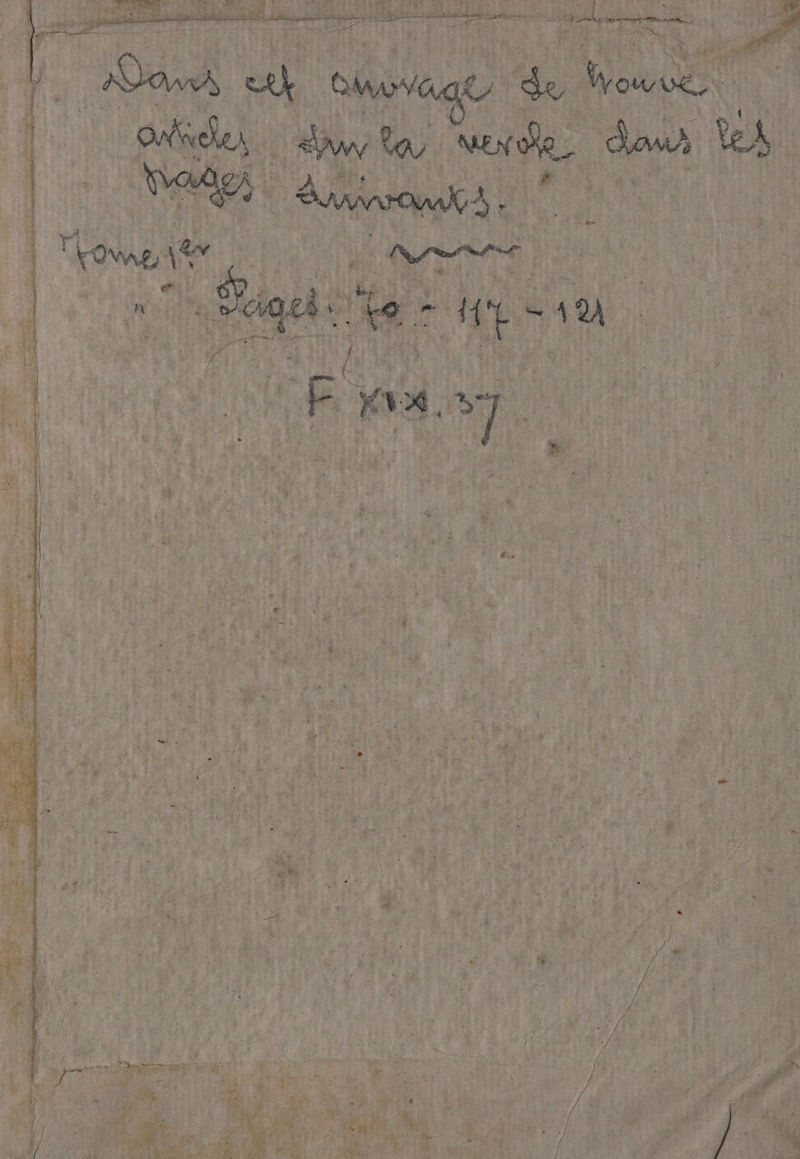 Dans cet ouvrage se trouve
articles sur la verole dans les
pages suivants.
Tome 1er
Pages. 70 - 117 - 121
F XVX. 37